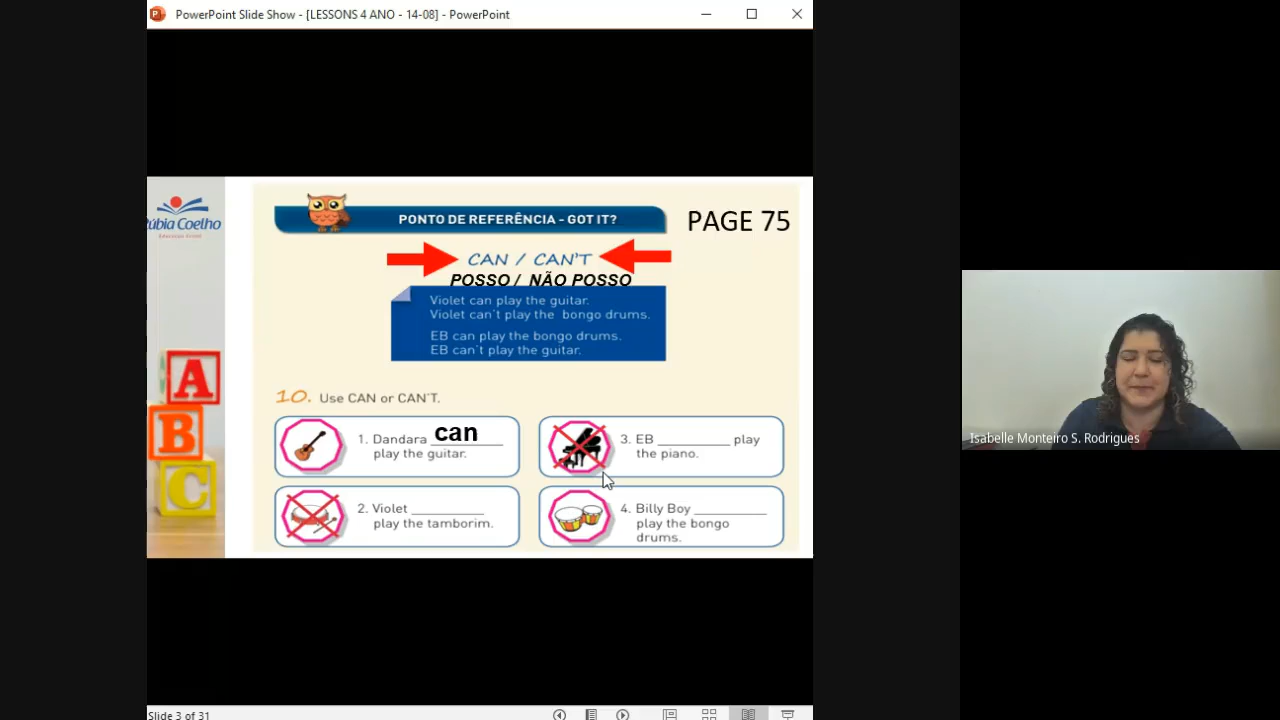 PowerPoint Slide Show - [LESSONS 4 ANO - 14-08] - PowerPoint
Rúbia Coelho
PONTO DE REFERÊNCIA - GOT IT?
PAGE 75
CAN / CAN'T
POSSO / NÃO POSSO
Violet can play the guitar.
Violet can't play the bongo drums.
EB can play the bongo drums.
EB can't play the guitar.
10. Use CAN or CAN'T.
1. Dandara can
play the guitar.
2. Violet __________
play the tamborim.
3. EB __________ play
the piano.
4. Billy Boy __________
play the bongo
drums.
A
B
C
Isabelle Monteiro S. Rodrigues
Slide 3 of 31